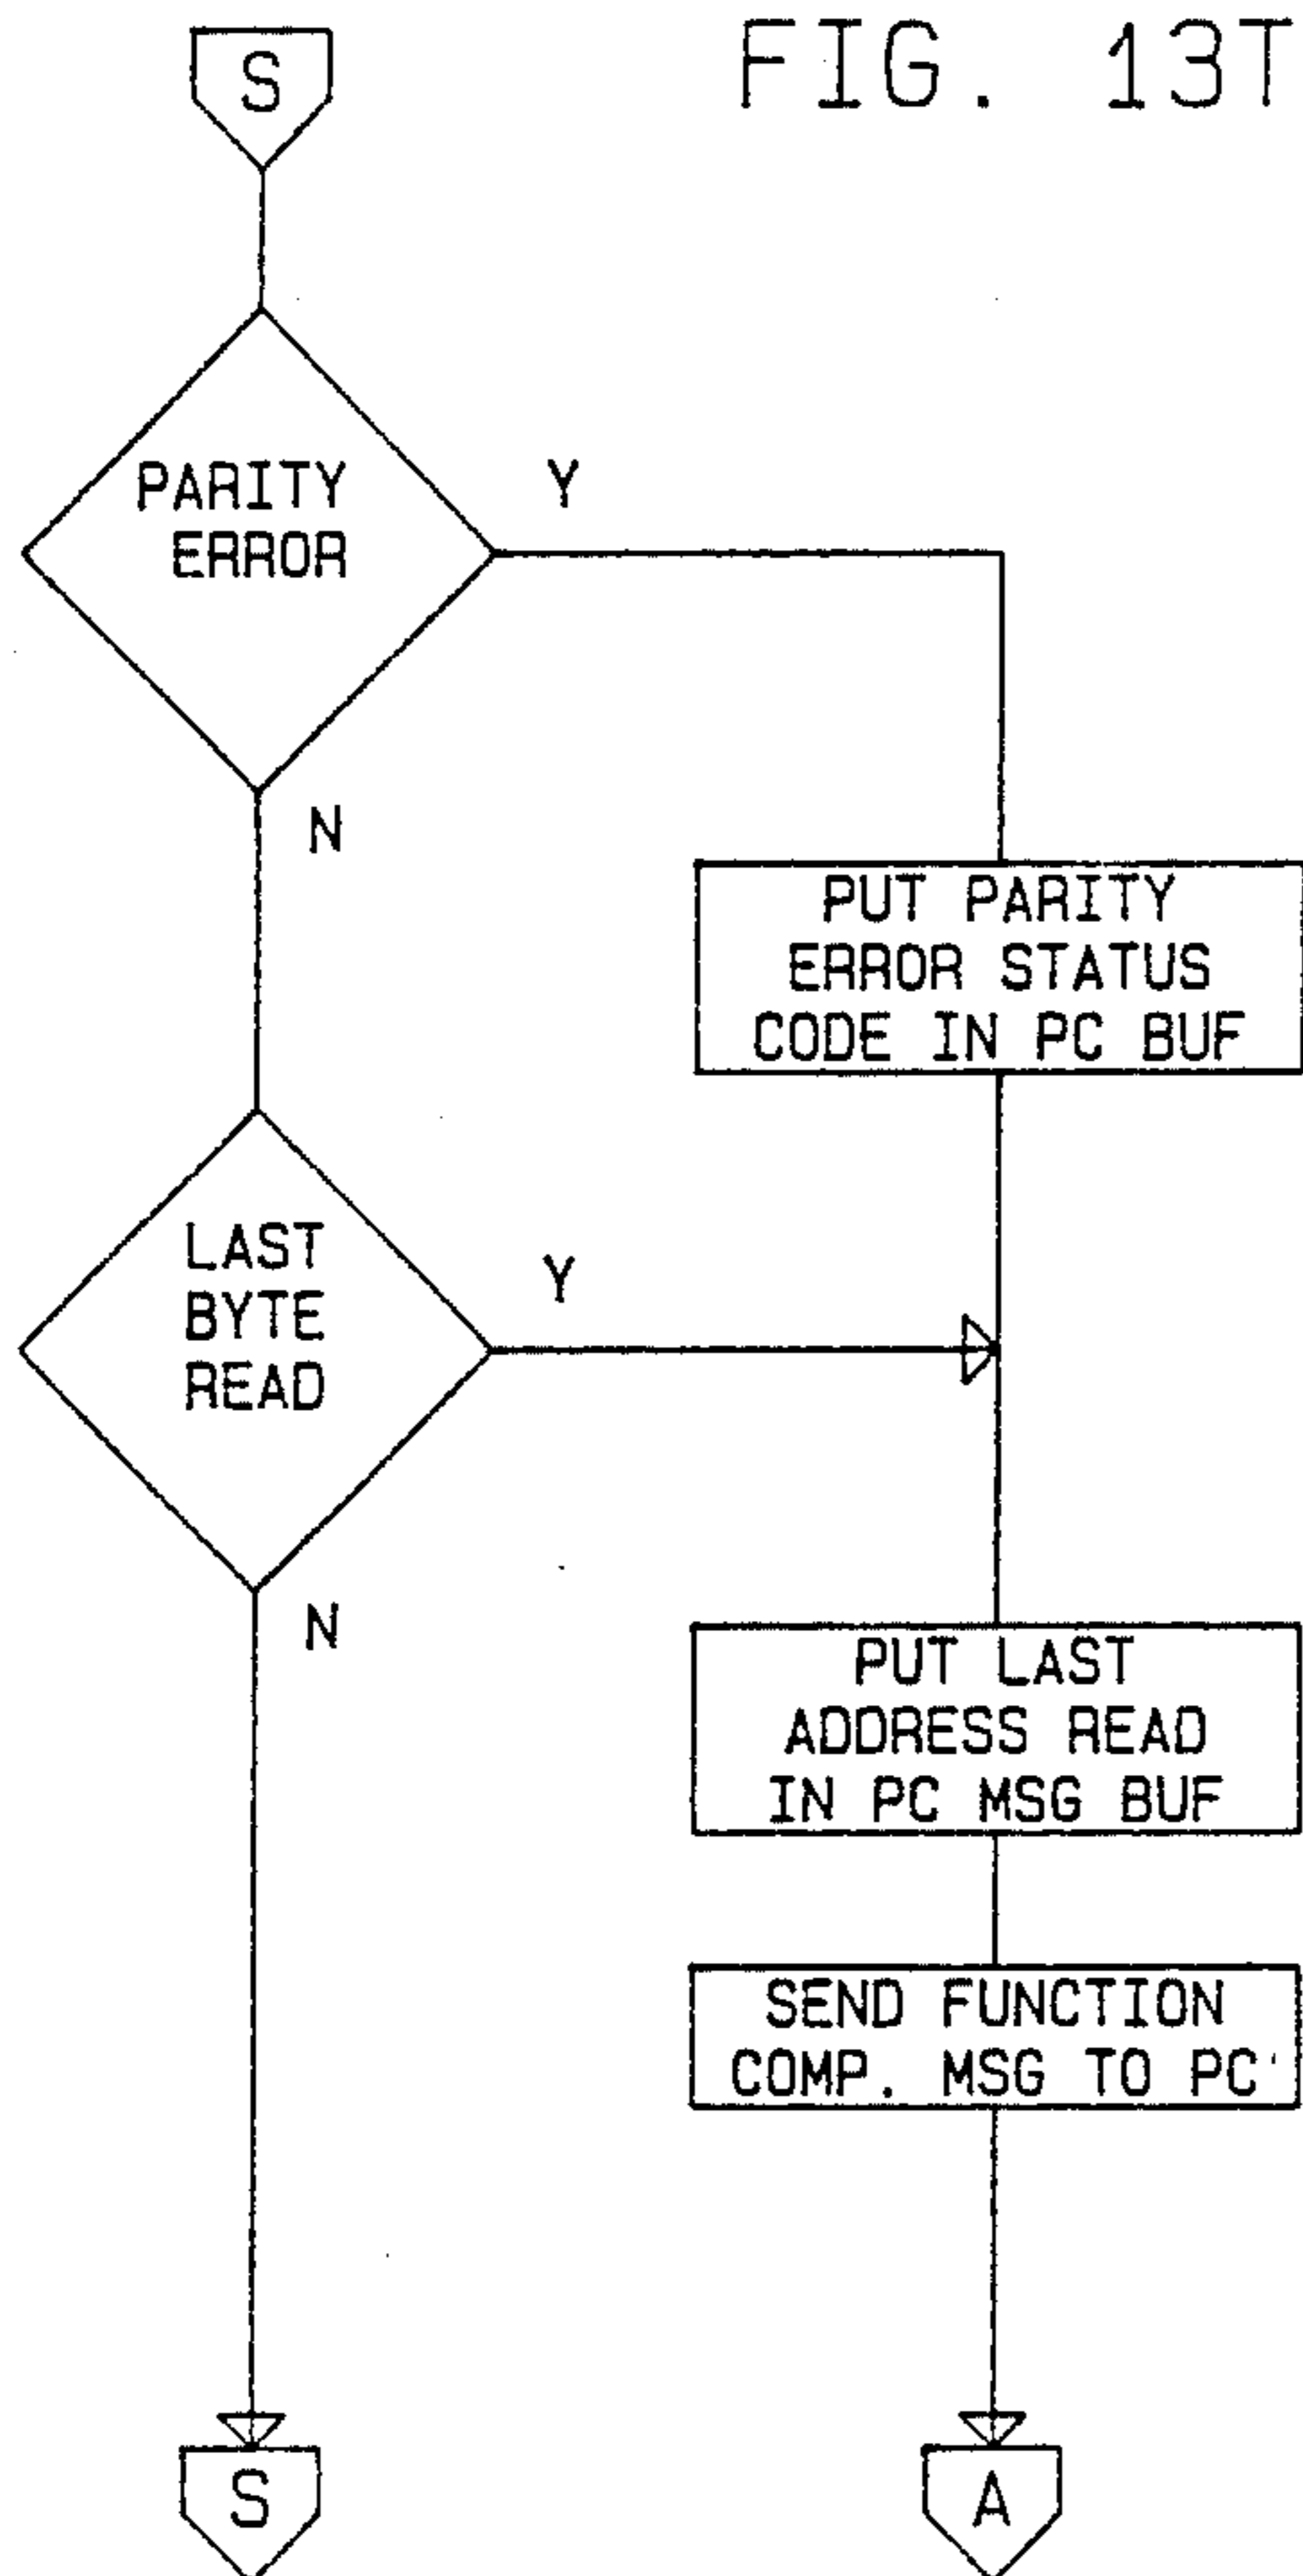 FIG. 13T
S
PARITY
ERROR
Y
N
PUT PARITY
ERROR STATUS
CODE IN PC BUF
LAST
BYTE
READ
Y
N
PUT LAST
ADDRESS READ
IN PC MSG BUF
SEND FUNCTION
COMP. MSG TO PC
S
A